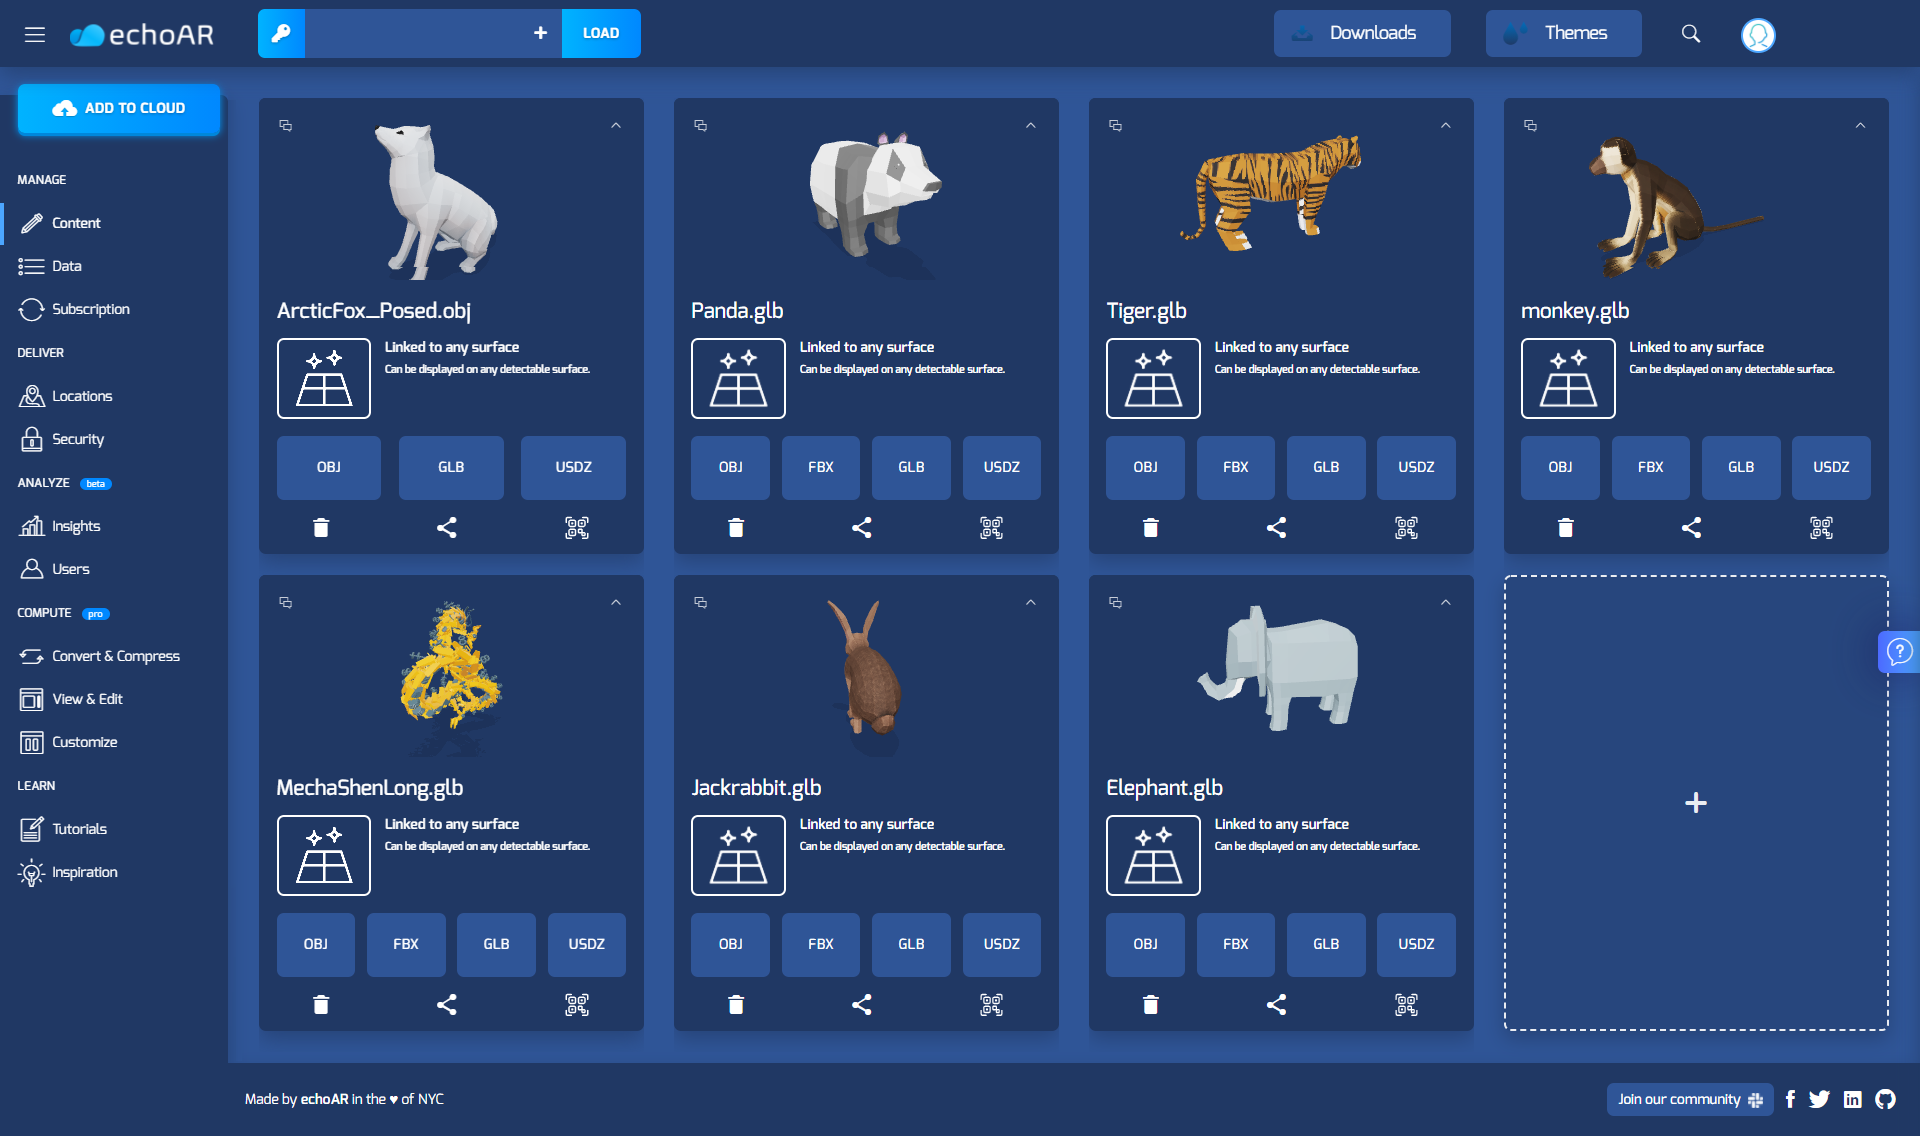 echoAR
LOAD
Downloads
Themes
ADD TO CLOUD
MANAGE
Content
Data
Subscription
DELIVER
Locations
Security
ANALYZE beta
Insights
Users
COMPUTE pro
Convert & Compress
View & Edit
Customize
LEARN
Tutorials
Inspiration
ArcticFox_Posed.obj
Linked to any surface
Can be displayed on any detectable surface.
OBJ GLB USDZ
Panda.glb
Linked to any surface
Can be displayed on any detectable surface.
OBJ FBX GLB USDZ
Tiger.glb
Linked to any surface
Can be displayed on any detectable surface.
OBJ FBX GLB USDZ
monkey.glb
Linked to any surface
Can be displayed on any detectable surface.
OBJ FBX GLB USDZ
MechaShenLong.glb
Linked to any surface
Can be displayed on any detectable surface.
OBJ FBX GLB USDZ
Jackrabbit.glb
Linked to any surface
Can be displayed on any detectable surface.
OBJ FBX GLB USDZ
Elephant.glb
Linked to any surface
Can be displayed on any detectable surface.
OBJ FBX GLB USDZ
Made by echoAR in the ♥ of NYC
Join our community